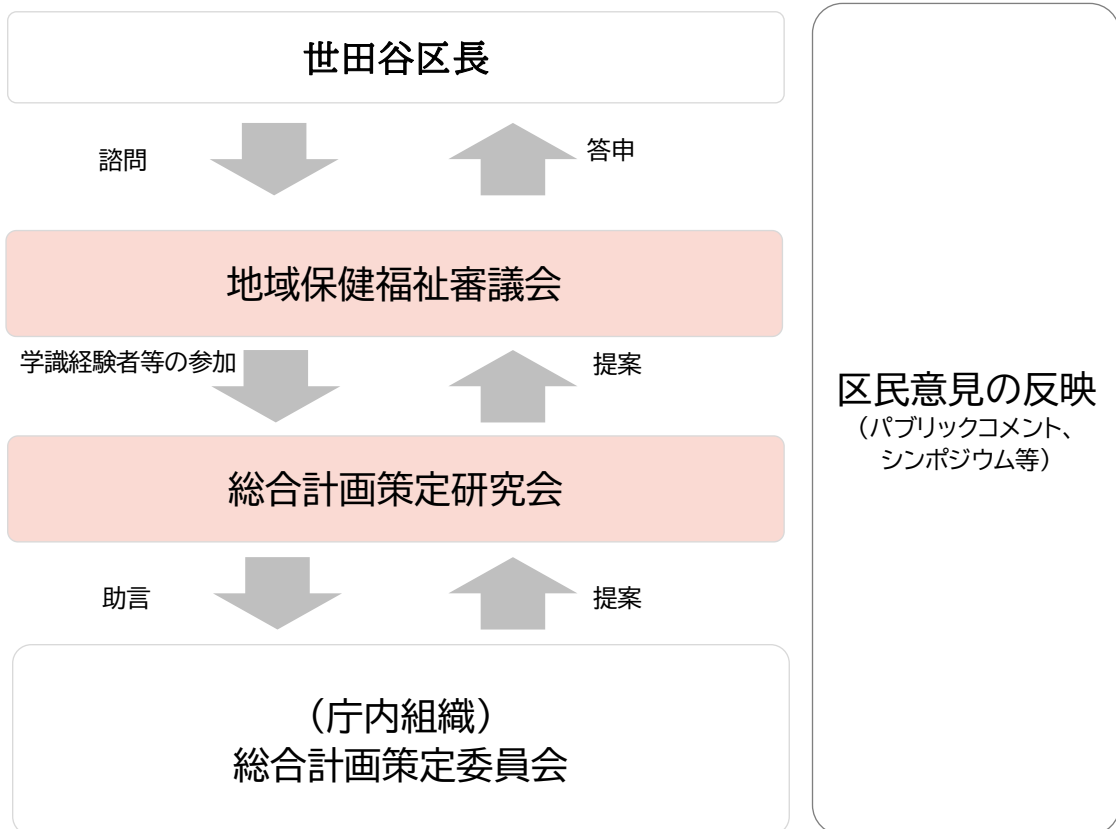 世田谷区長
諮問
答申
地域保健福祉審議会
学識経験者等の参加
提案
総合計画策定研究会
助言
提案
（庁内組織）
総合計画策定委員会
区民意見の反映
（パブリックコメント、
シンポジウム等）